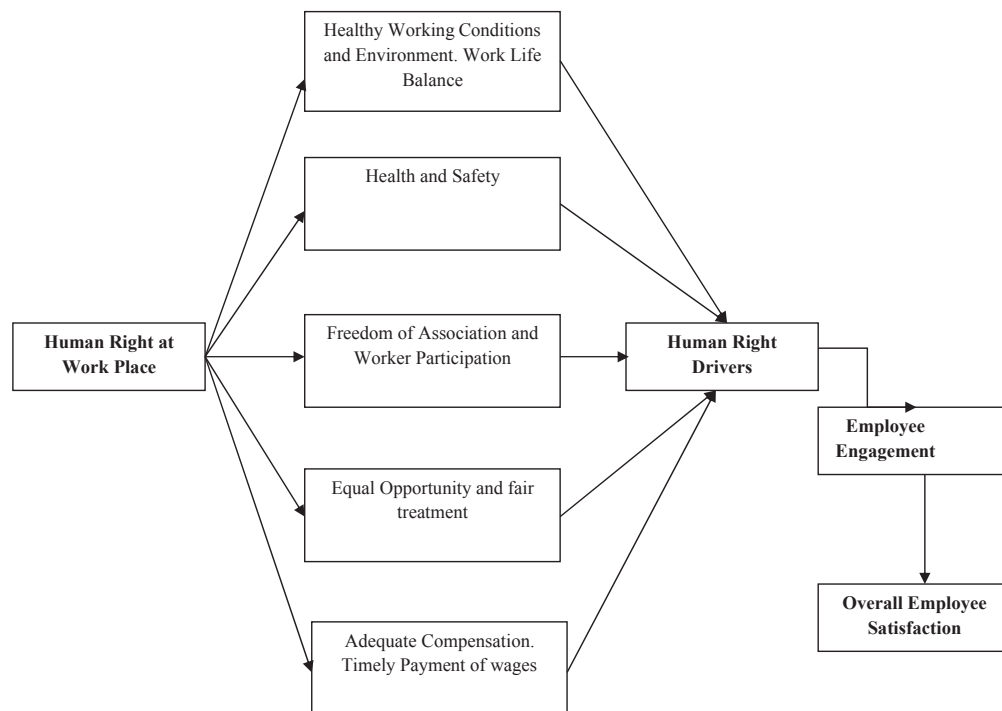 Healthy Working Conditions
and Environment. Work Life
Balance
Health and Safety
Human Right at
Work Place
Freedom of Association and
Worker Participation
Human Right
Drivers
Employee
Engagement
Equal Opportunity and fair
treatment
Overall Employee
Satisfaction
Adequate Compensation.
Timely Payment of wages